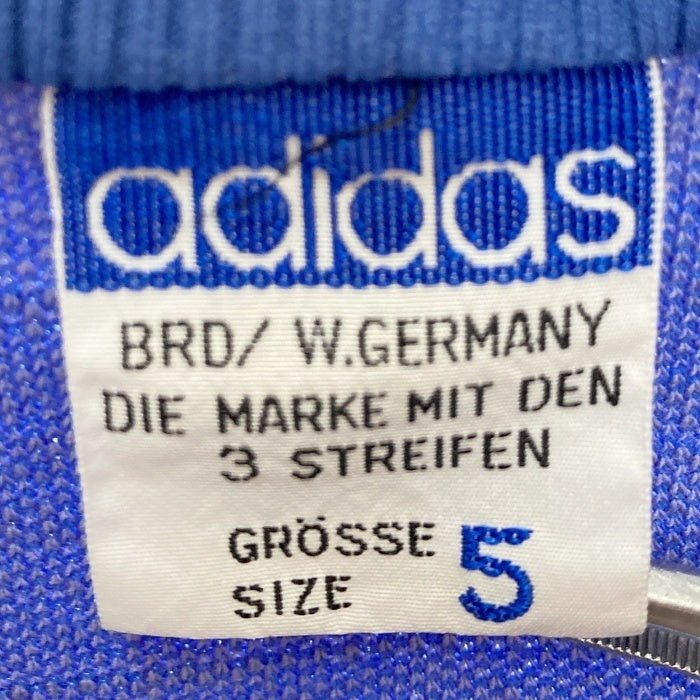 adidas
BRD/ W.GERMANY
DIE MARKE MIT DEN
3 STREIFEN
GRÖSSE
SIZE 5